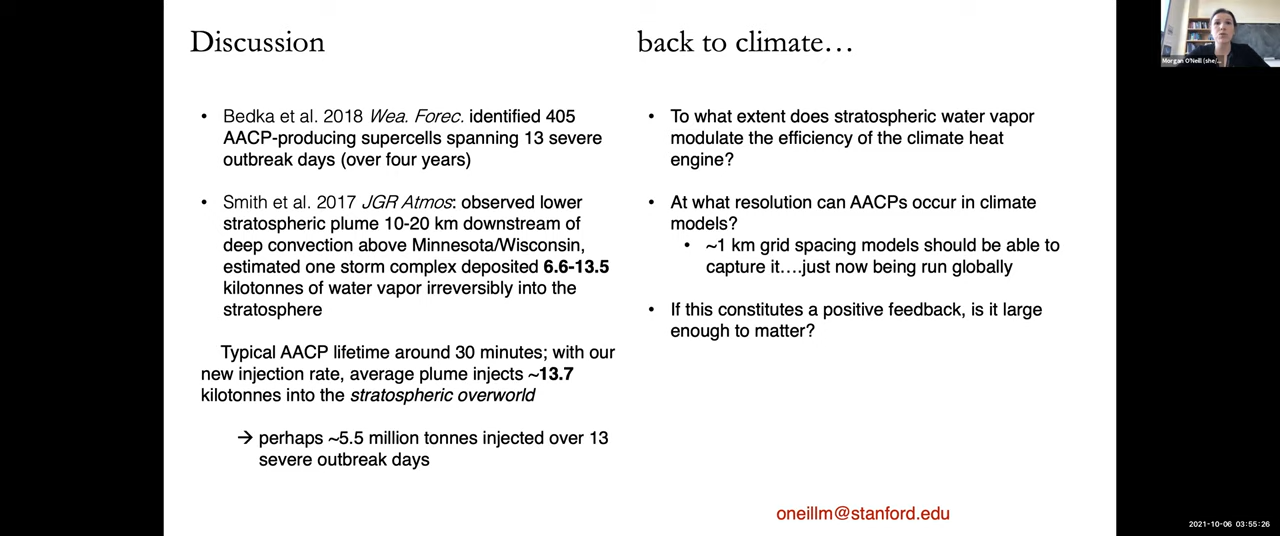 Discussion
• Bedka et al. 2018 Wea. Forec. identified 405
AACP-producing supercells spanning 13 severe
outbreak days (over four years)
• Smith et al. 2017 JGR Atmos: observed lower
stratospheric plume 10-20 km downstream of
deep convection above Minnesota/Wisconsin,
estimated one storm complex deposited 6.6-13.5
kilotonnes of water vapor irreversibly into the
stratosphere
Typical AACP lifetime around 30 minutes; with our
new injection rate, average plume injects ~13.7
kilotonnes into the stratospheric overworld
→ perhaps ~5.5 million tonnes injected over 13
severe outbreak days
back to climate…
• To what extent does stratospheric water vapor
modulate the efficiency of the climate heat
engine?
• At what resolution can AACPs occur in climate
models?
• ~1 km grid spacing models should be able to
capture it….just now being run globally
• If this constitutes a positive feedback, is it large
enough to matter?
oneillm@stanford.edu
Morgan O'Neill (she/...
2021-10-06 03:55:26